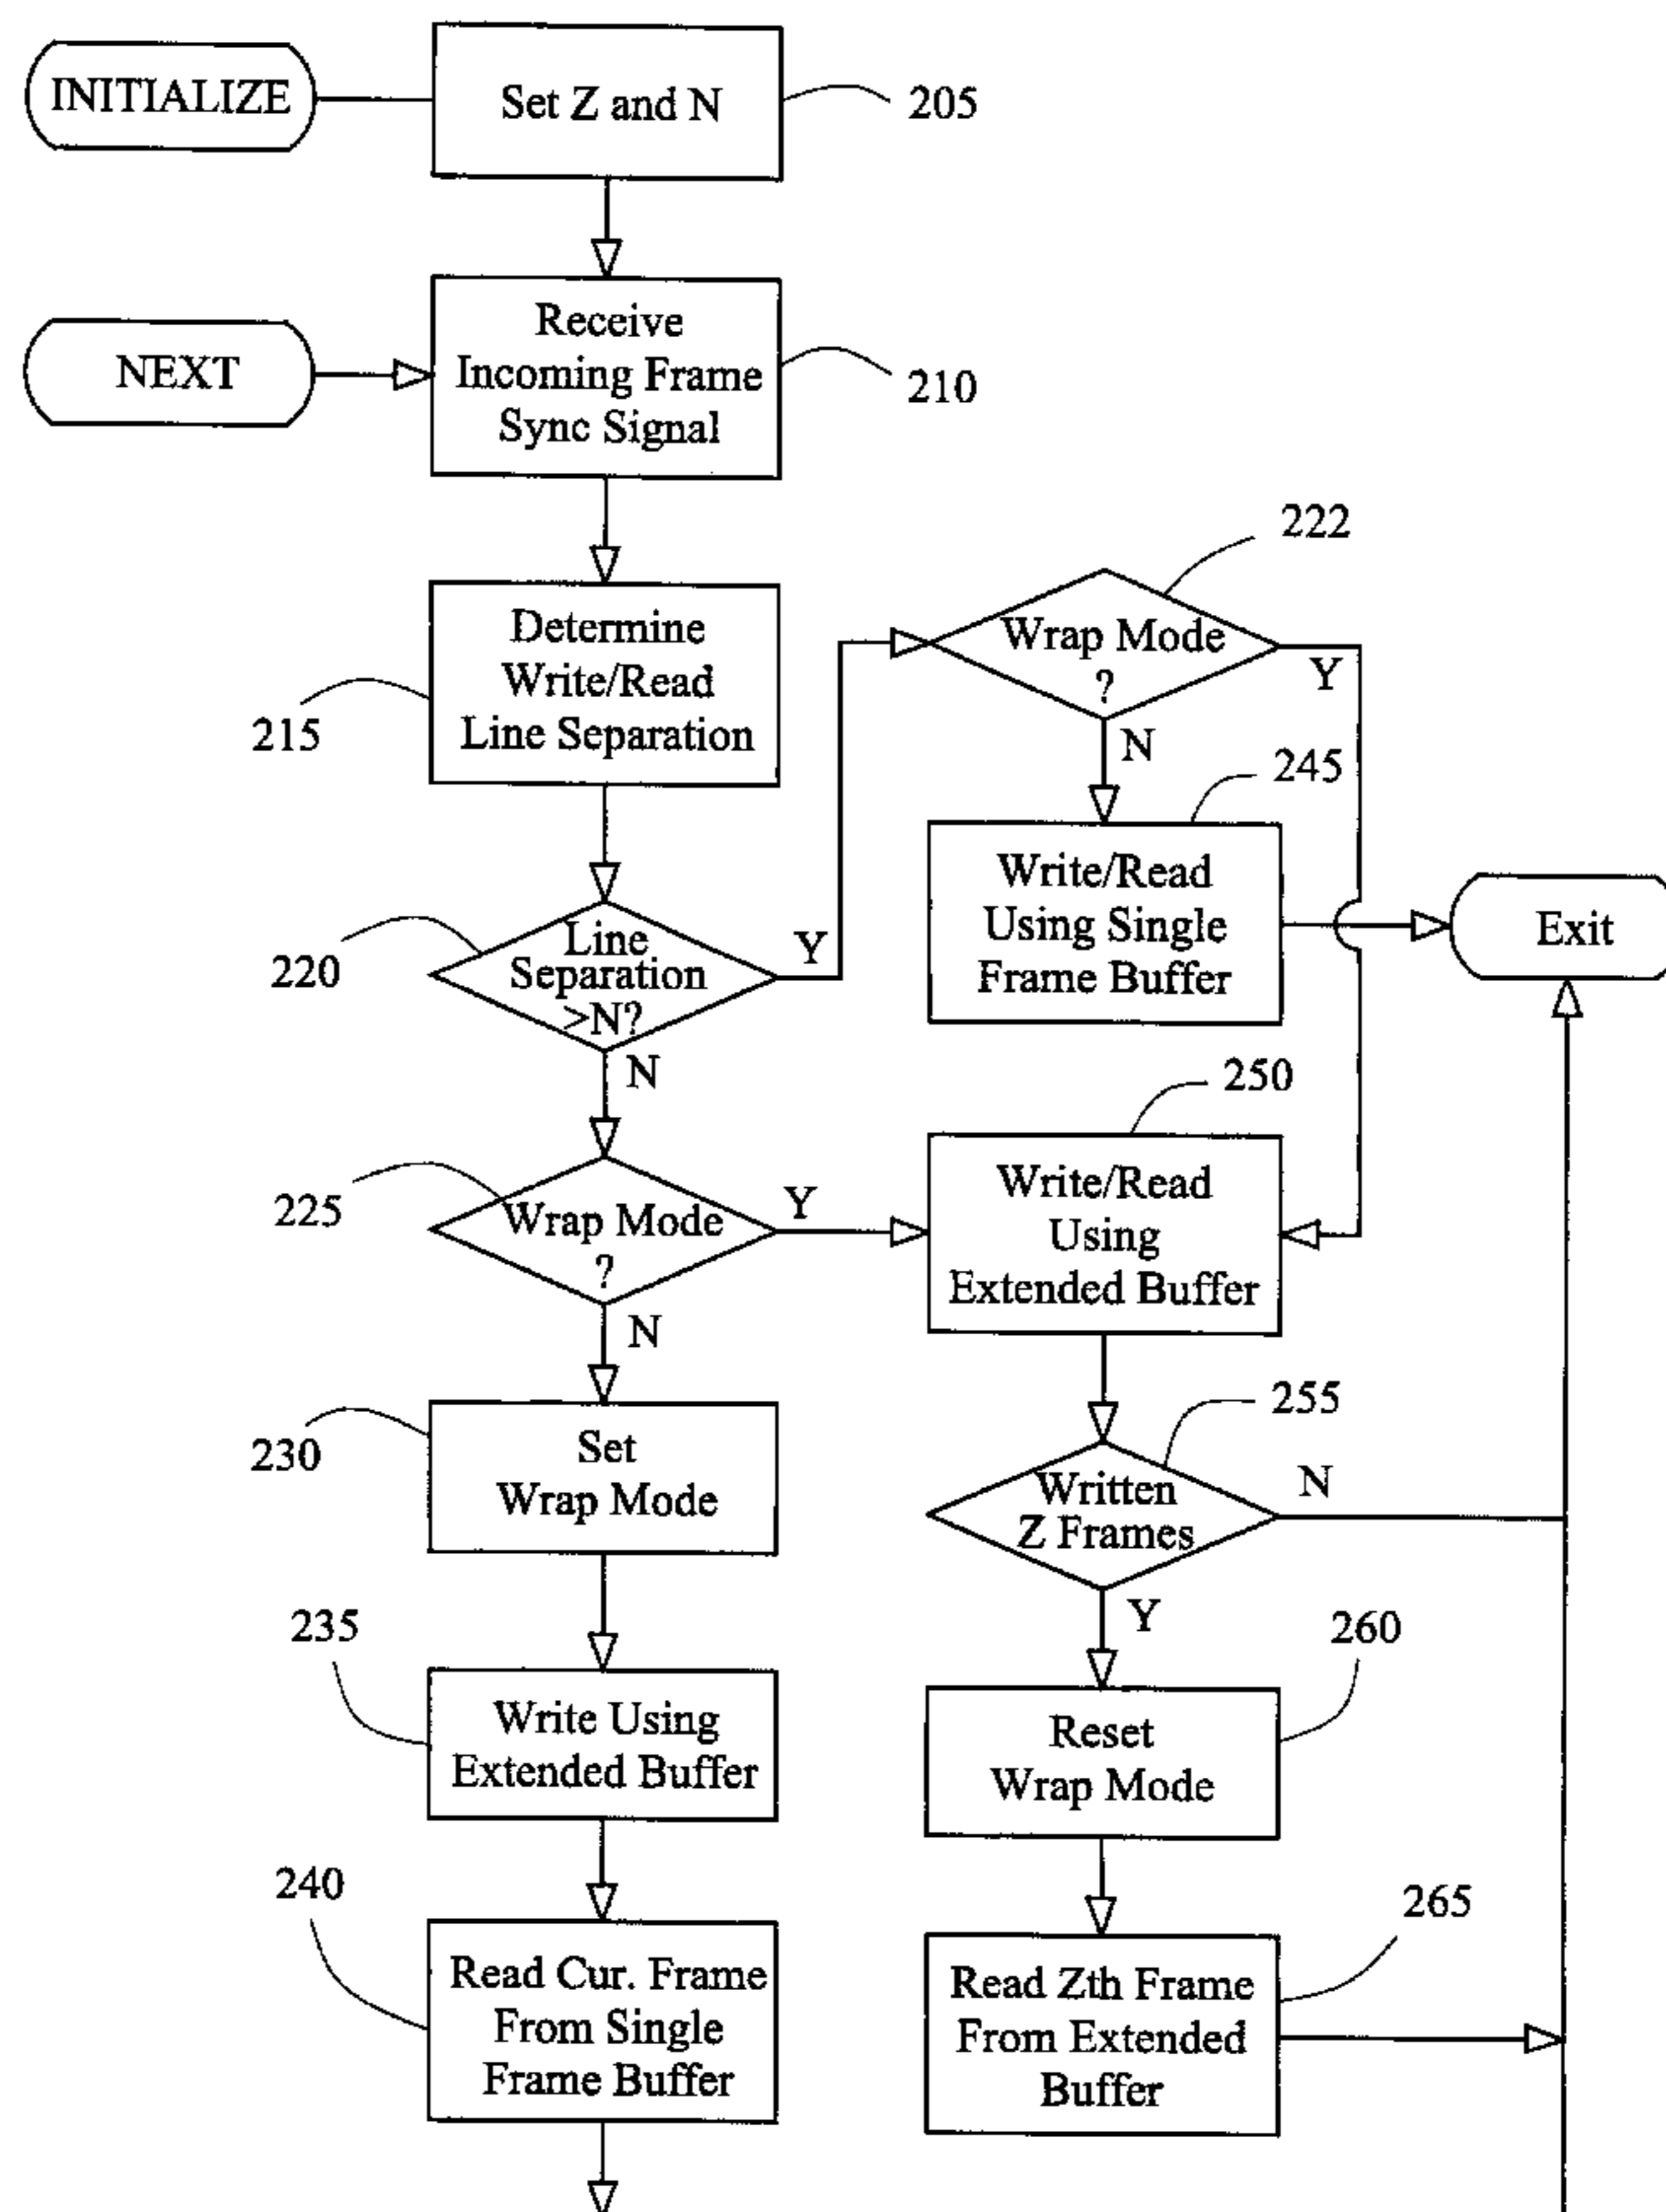 INITIALIZE
Set Z and N
205
NEXT
Receive
Incoming Frame
Sync Signal
210
Determine
Write/Read
Line Separation
215
222
Wrap Mode
?
Y
N
245
Write/Read
Using Single
Frame Buffer
Exit
Line
Separation
>N?
220
Y
N
250
Write/Read
Using
Extended Buffer
225
Wrap Mode
?
Y
N
230
Set
Wrap Mode
255
Written
Z Frames
N
Y
235
Write Using
Extended Buffer
260
Reset
Wrap Mode
240
Read Cur. Frame
From Single
Frame Buffer
265
Read Zth Frame
From Extended
Buffer